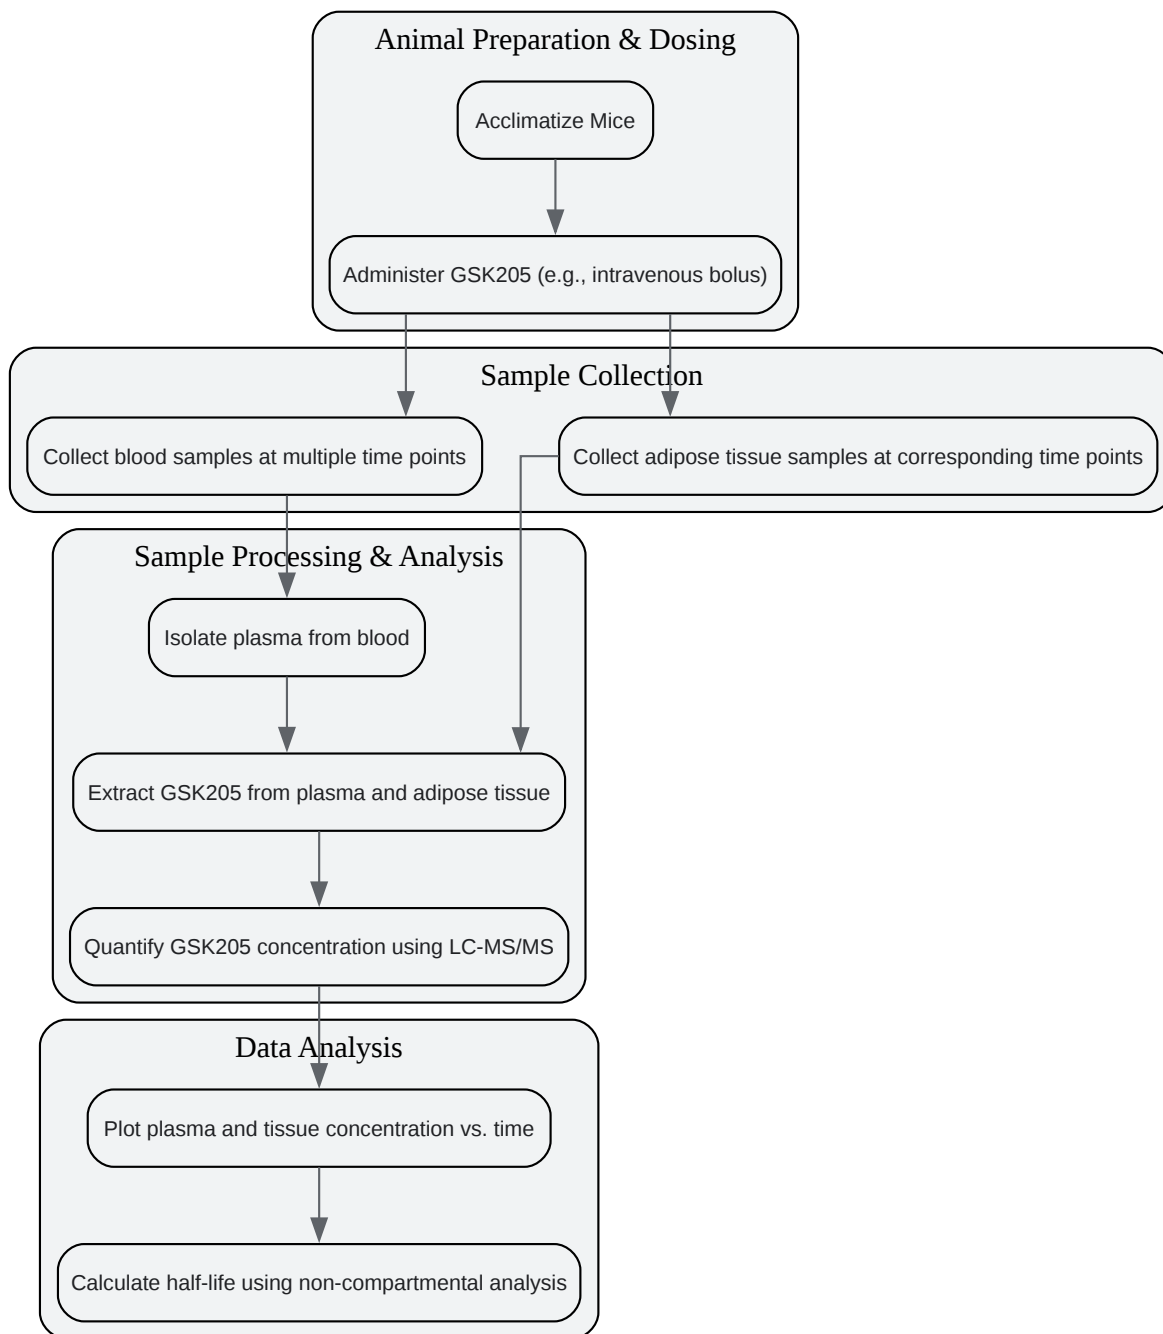 Animal Preparation & Dosing
Acclimatize Mice
Administer GSK205 (e.g., intravenous bolus)
Sample Collection
Collect blood samples at multiple time points
Collect adipose tissue samples at corresponding time points
Sample Processing & Analysis
Isolate plasma from blood
Extract GSK205 from plasma and adipose tissue
Quantify GSK205 concentration using LC-MS/MS
Data Analysis
Plot plasma and tissue concentration vs. time
Calculate half-life using non-compartmental analysis